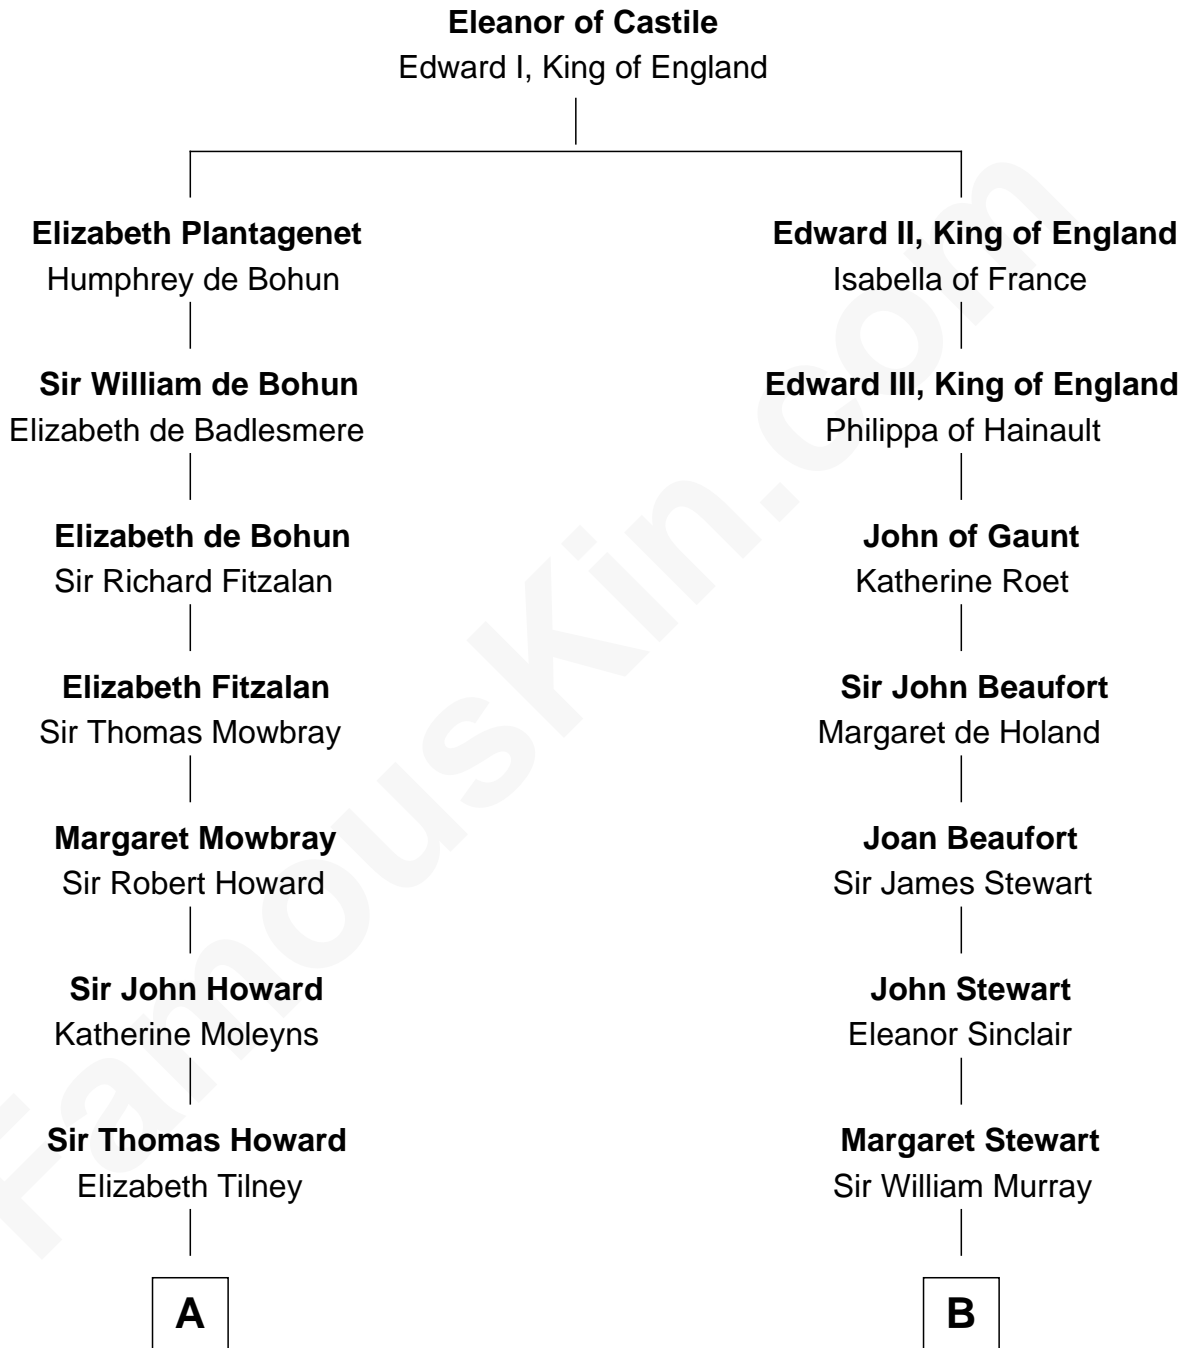 Eleanor of Castile
Edward I, King of England
Elizabeth Plantagenet
Humphrey de Bohun
Sir William de Bohun
Elizabeth de Badlesmere
Elizabeth de Bohun
Sir Richard Fitzalan
Elizabeth Fitzalan
Sir Thomas Mowbray
Margaret Mowbray
Sir Robert Howard
Sir John Howard
Katherine Moleyns
Sir Thomas Howard
Elizabeth Tilney
A
Edward II, King of England
Isabella of France
Edward III, King of England
Philippa of Hainault
John of Gaunt
Katherine Roet
Sir John Beaufort
Margaret de Holand
Joan Beaufort
Sir James Stewart
John Stewart
Eleanor Sinclair
Margaret Stewart
Sir William Murray
B
FamousKin.com